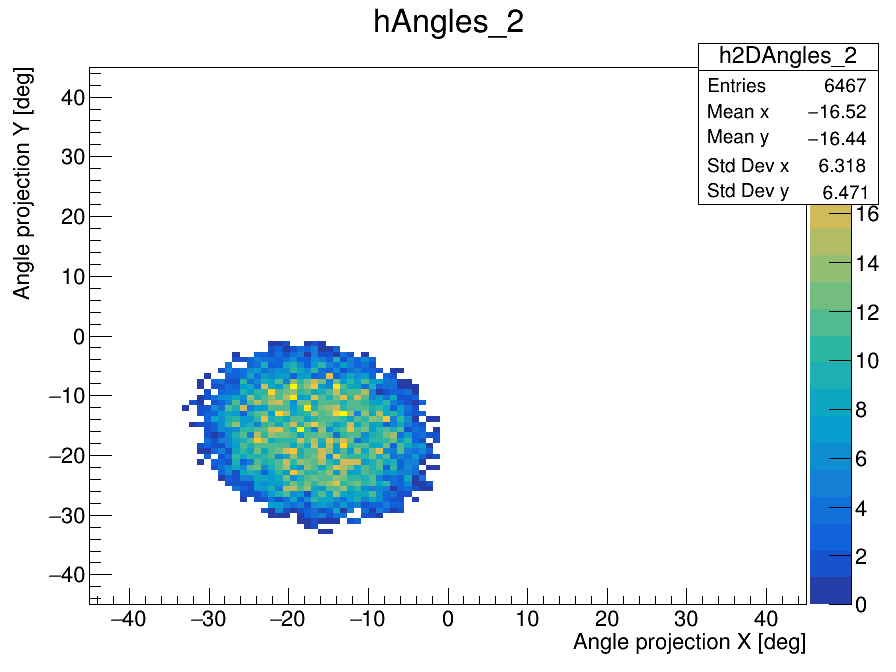 hAngles_2
h2DAngles_2
Entries 6467
Mean x −16.52
Mean y −16.44
Std Dev x 6.318
Std Dev y 6.471
Angle projection Y [deg]
40
30
20
10
0
−10
−20
−30
−40
−40 −30 −20 −10 0 10 20 30 40
Angle projection X [deg]
16
14
12
10
8
6
4
2
0